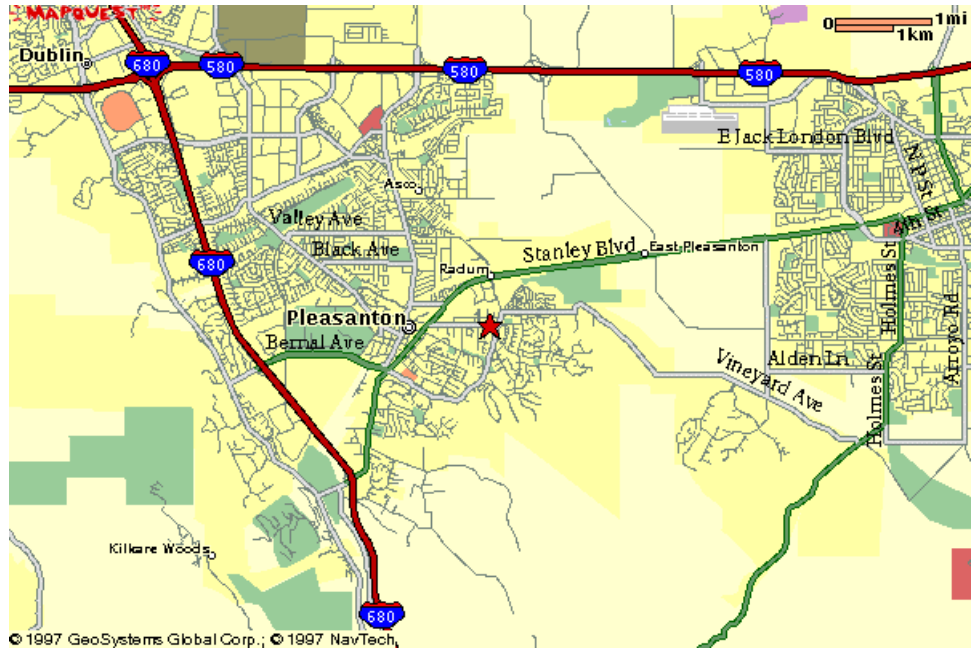 MAPQUEST
0 1mi
1km
Dublin
680
580
580
580
E Jack London Blvd
N P St
Asco
Valley Ave
4th St
Black Ave
Stanley Blvd
East Pleasanton
680
Radum
Holmes St
Pleasanton
Bernal Ave
Arroyo Rd
Alden Ln
Vineyard Ave
Holmes St
Kilkare Woods
680
© 1997 GeoSystems Global Corp.; © 1997 NavTech